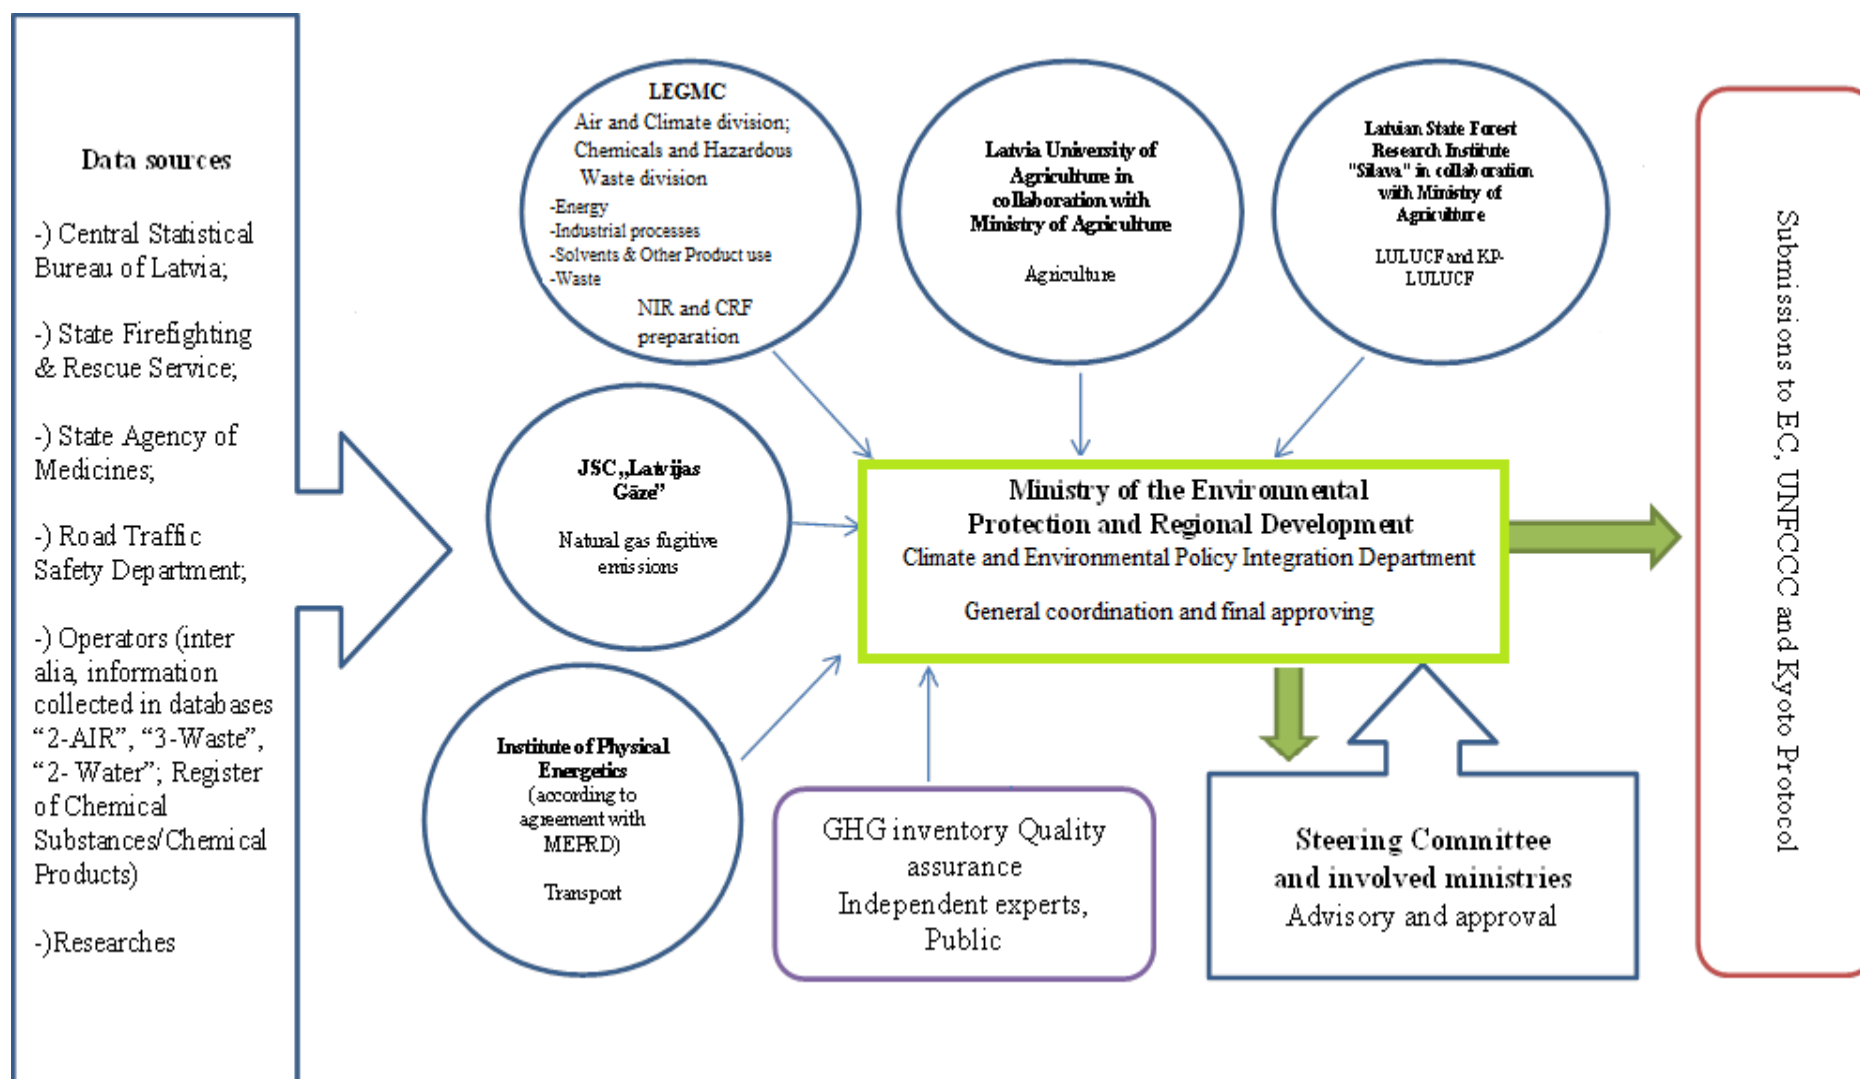 Data sources
-) Central Statistical
Bureau of Latvia;
-) State Firefighting
& Rescue Service;
-) State Agency of
Medicines;
-) Road Traffic
Safety Department;
-) Operators (inter
alia, information
collected in databases
“2-AIR”, “3-Waste”,
“2- Water”; Register
of Chemical
Substances/Chemical
Products)
-)Researches
LEGMC
Air and Climate division;
Chemicals and Hazardous
Waste division
-Energy
-Industrial processes
-Solvents & Other Product use
-Waste
NIR and CRF
preparation
Latvia University of
Agriculture in
collaboration with
Ministry of Agriculture
Agriculture
Latvian State Forest
Research Institute
"Silava" in collaboration
with Ministry of
Agriculture
LULUCF and KP-
LULUCF
JSC „Latvijas
Gāze”
Natural gas fugitive
emissions
Ministry of the Environmental
Protection and Regional Development
Climate and Environmental Policy Integration Department
General coordination and final approving
Institute of Physical
Energetics
(according to
agreement with
MEPRD)
Transport
GHG inventory Quality
assurance
Independent experts,
Public
Steering Committee
and involved ministries
Advisory and approval
Submissions to EC, UNFCCC and Kyoto Protocol